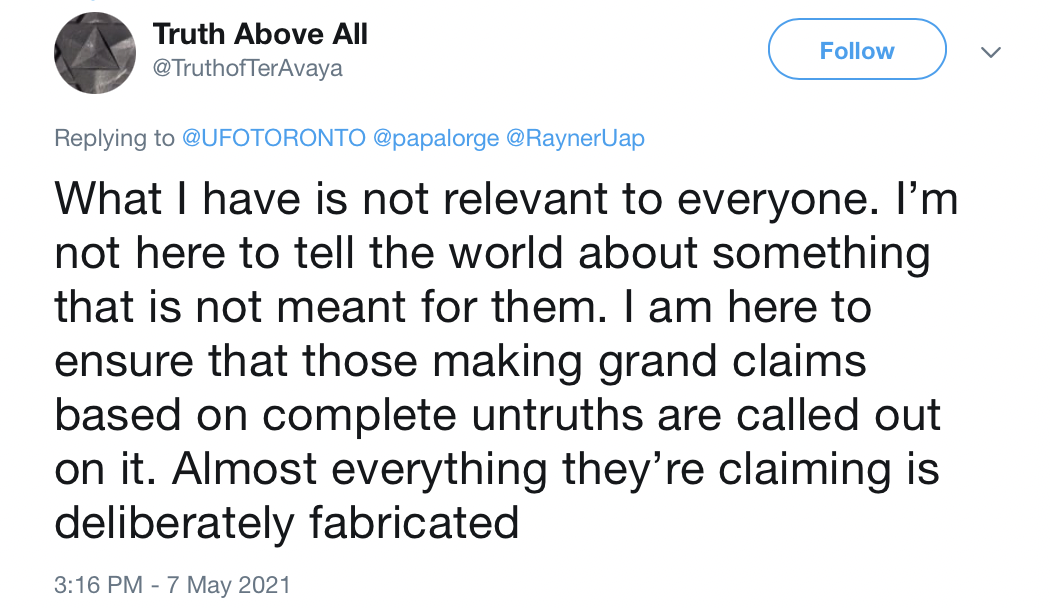 Truth Above All
@TruthofTerAvaya
Follow
Replying to @UFOTORONTO @papalorge @RaynerUap
What I have is not relevant to everyone. I’m
not here to tell the world about something
that is not meant for them. I am here to
ensure that those making grand claims
based on complete untruths are called out
on it. Almost everything they’re claiming is
deliberately fabricated
3:16 PM - 7 May 2021